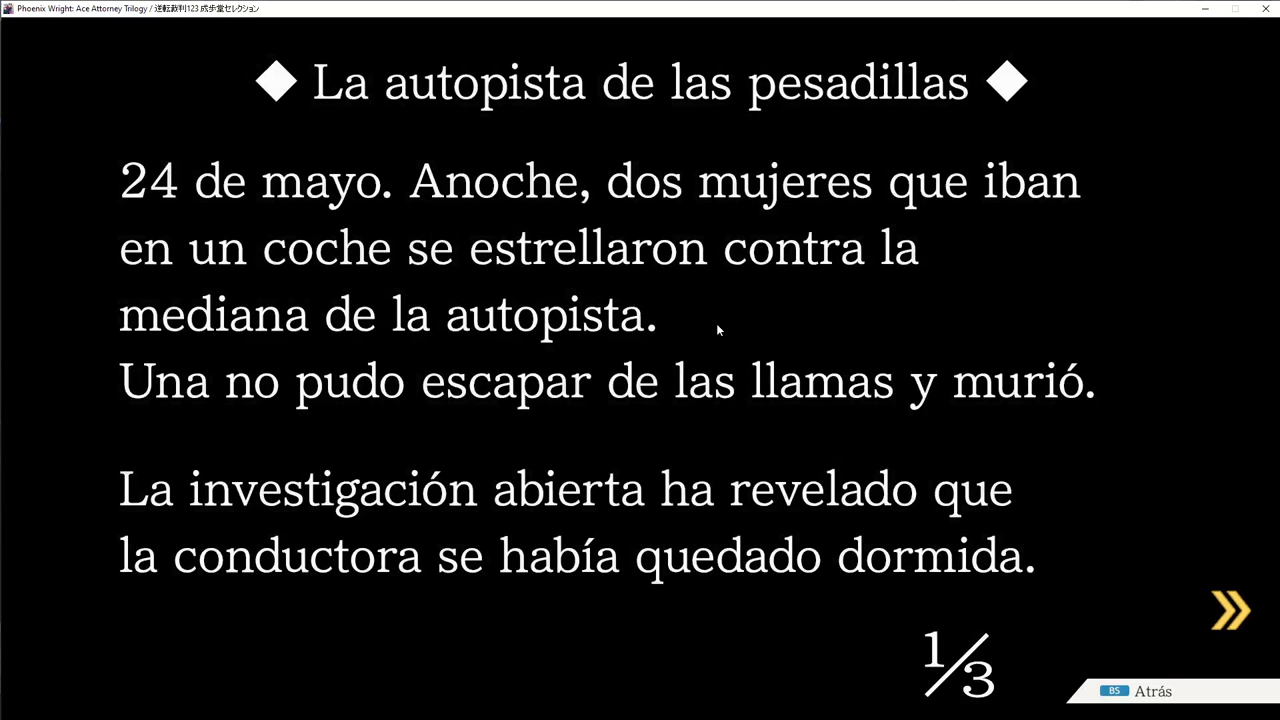 Phoenix Wright: Ace Attorney Trilogy / 逆転裁判123 成歩堂セレクション
◆ La autopista de las pesadillas ◆
24 de mayo. Anoche, dos mujeres que iban
en un coche se estrellaron contra la
mediana de la autopista.
Una no pudo escapar de las llamas y murió.
La investigación abierta ha revelado que
la conductora se había quedado dormida.
1/3
BS Atrás